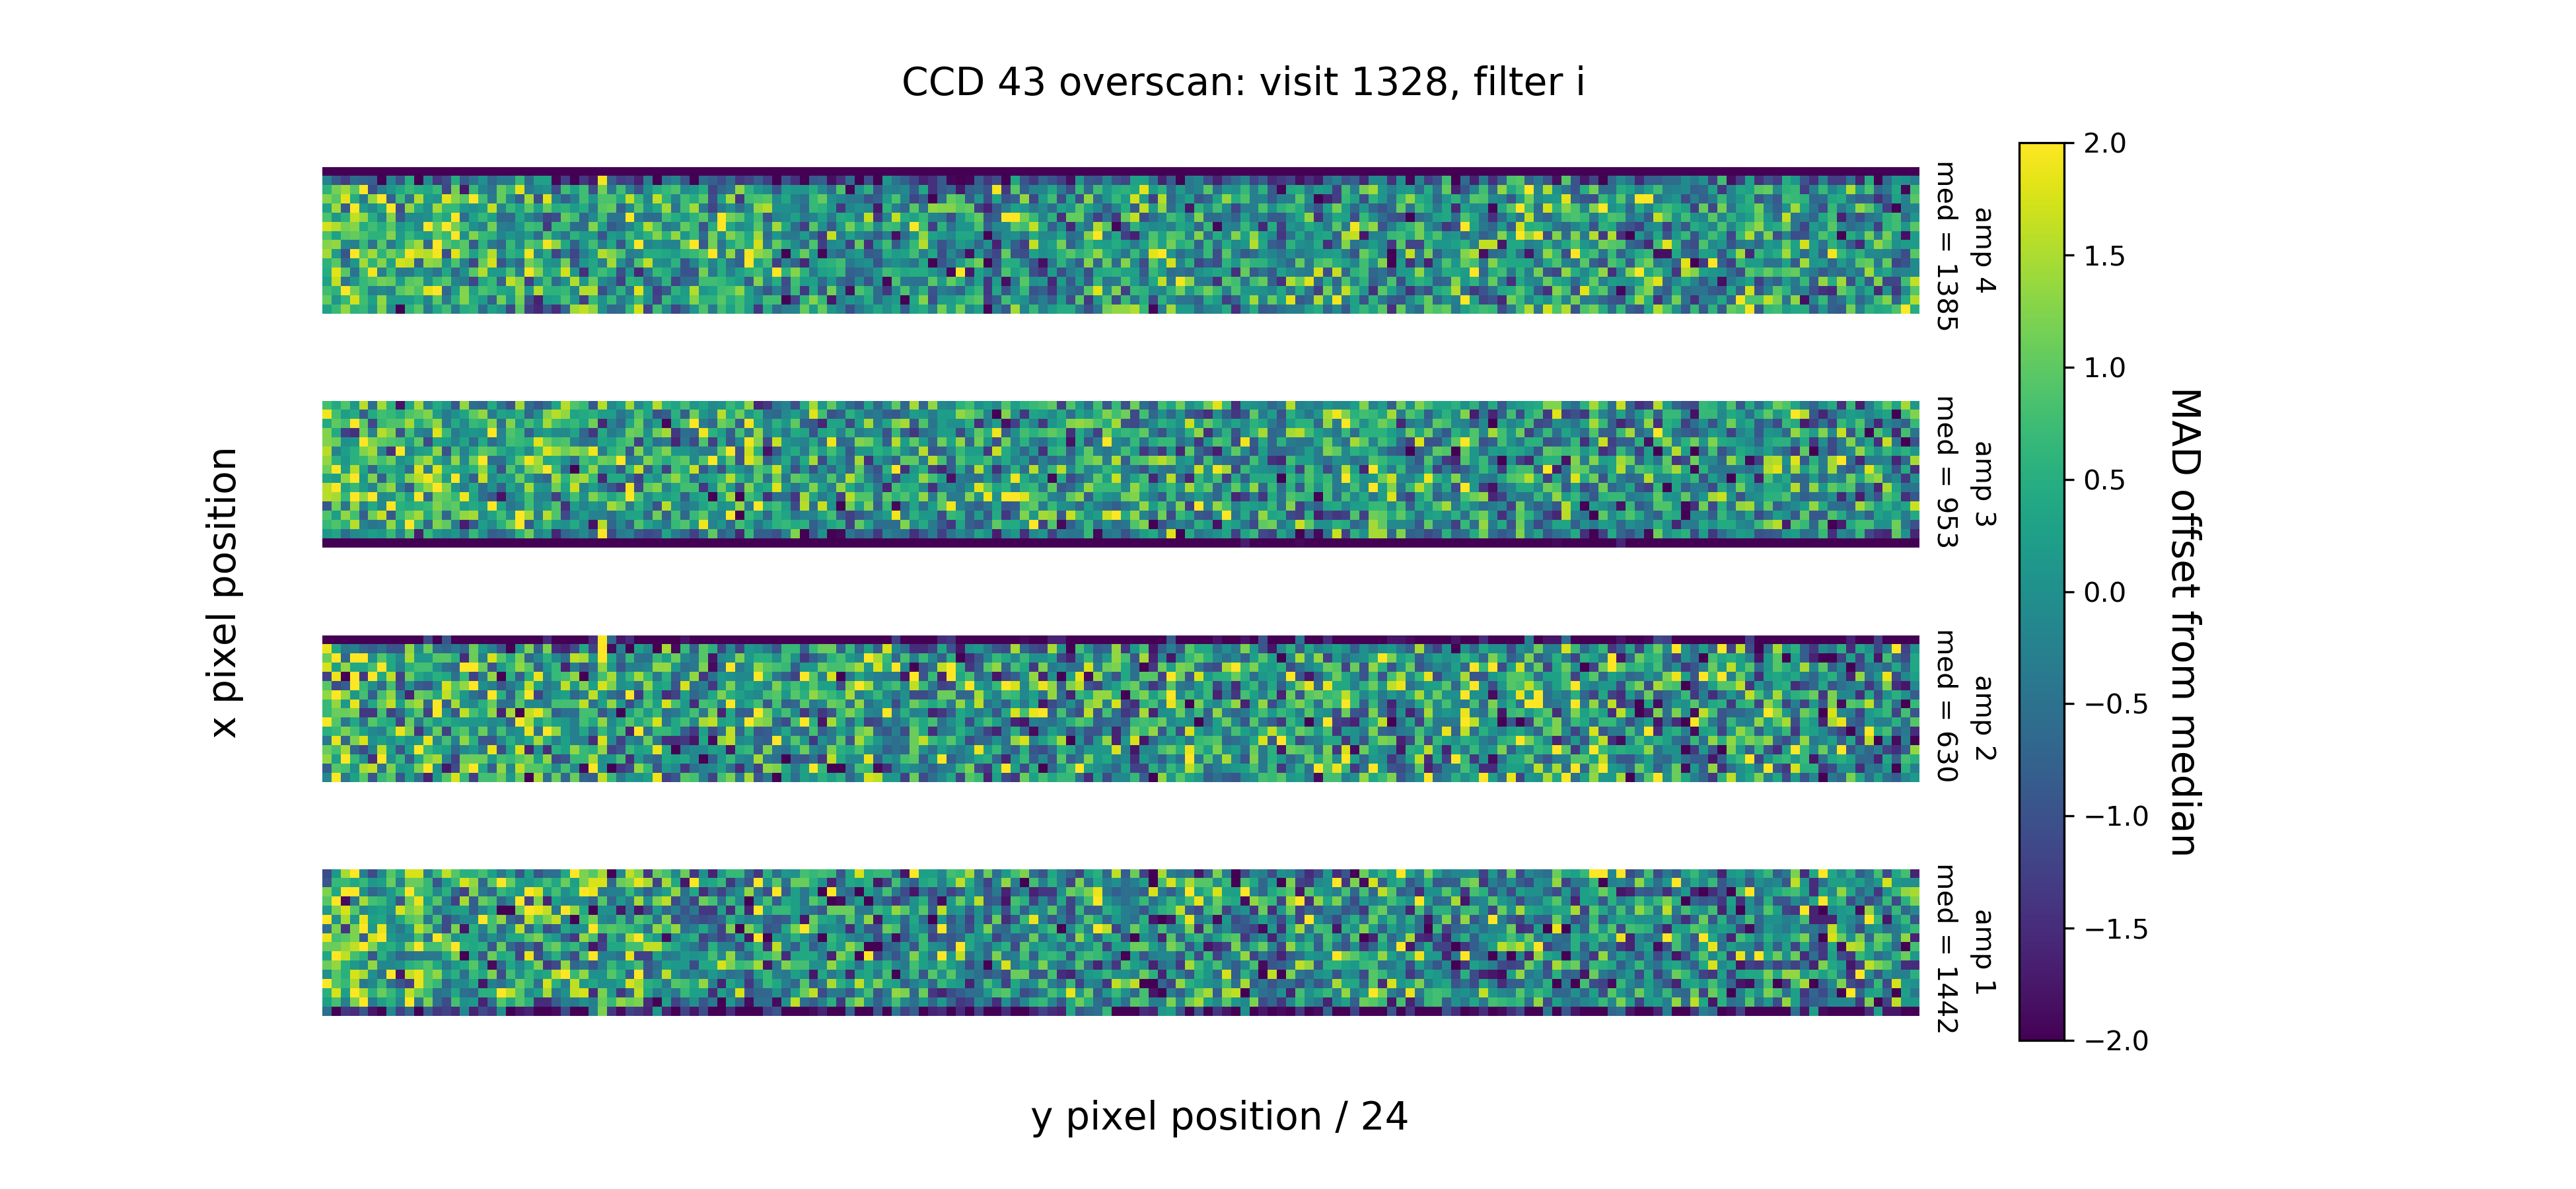 CCD 43 overscan: visit 1328, filter i
x pixel position
amp 4
med = 1385
amp 3
med = 953
amp 2
med = 630
amp 1
med = 1442
y pixel position / 24
2.0
1.5
1.0
0.5
0.0
−0.5
−1.0
−1.5
−2.0
MAD offset from median